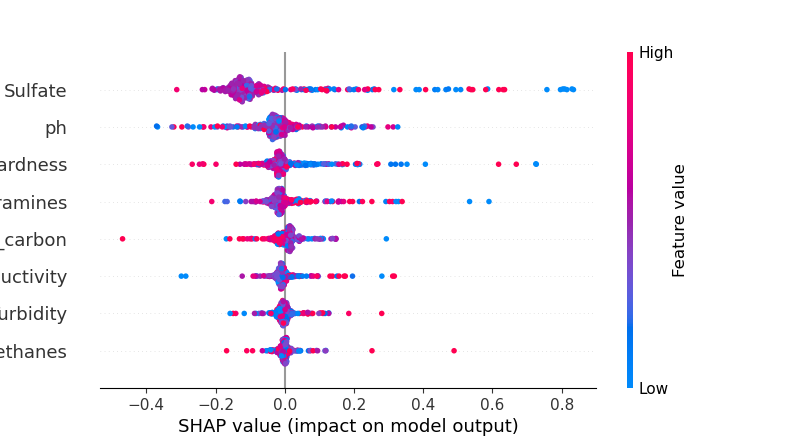 High
Sulfate
ph
ardness
ramines
_carbon
uctivity
urbidity
ethanes
Feature value
Low
−0.4 −0.2 0.0 0.2 0.4 0.6 0.8
SHAP value (impact on model output)